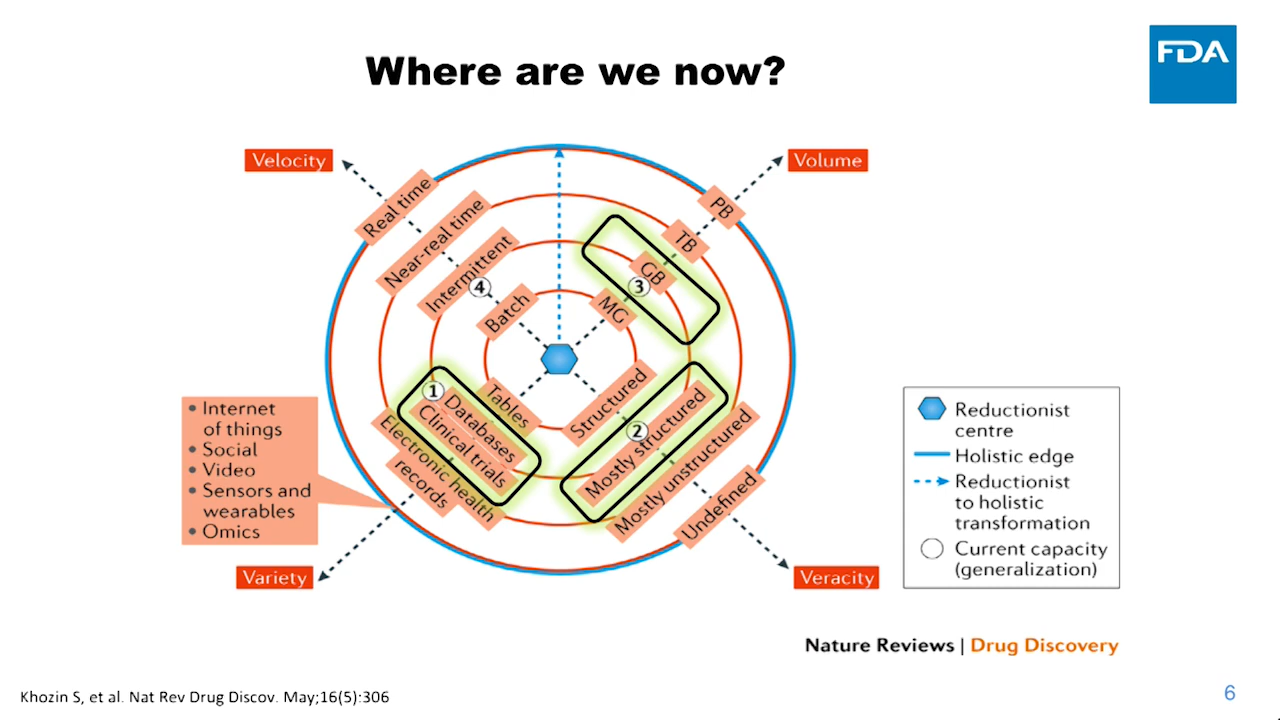 Where are we now?
FDA
Velocity
Volume
Real time
Near-real time
Intermittent
4
Batch
PB
TB
GB
3
MG
1
Tables
Databases
Clinical trials
Electronic health
records
Structured
2
Mostly structured
Mostly unstructured
Undefined
• Internet
of things
• Social
• Video
• Sensors and
wearables
• Omics
Variety
Veracity
Reductionist
centre
Holistic edge
Reductionist
to holistic
transformation
Current capacity
(generalization)
Nature Reviews | Drug Discovery
Khozin S, et al. Nat Rev Drug Discov. May;16(5):306
6